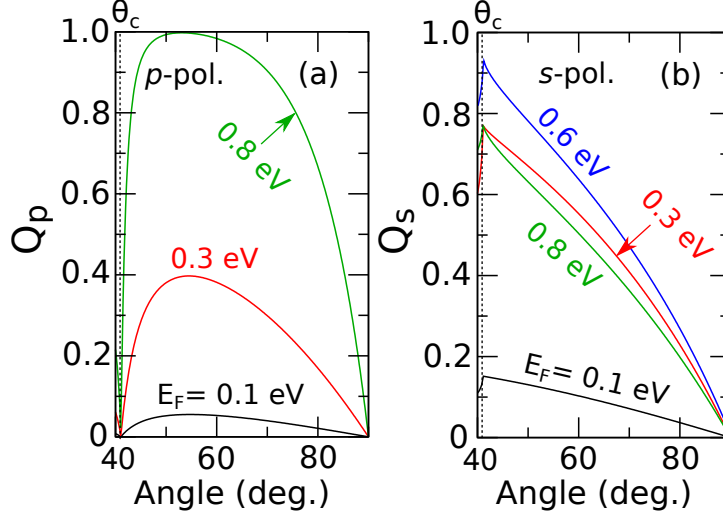 θc
1.0
p-pol.
(a)
0.8
0.8 eV
0.6
Qp
0.4
0.3 eV
0.2
EF= 0.1 eV
0
40
60
80
Angle (deg.)
θc
1.0
s-pol.
(b)
0.6 eV
0.8
0.6
0.3 eV
Qs
0.8 eV
0.4
0.2
EF= 0.1 eV
0
40
60
80
Angle (deg.)